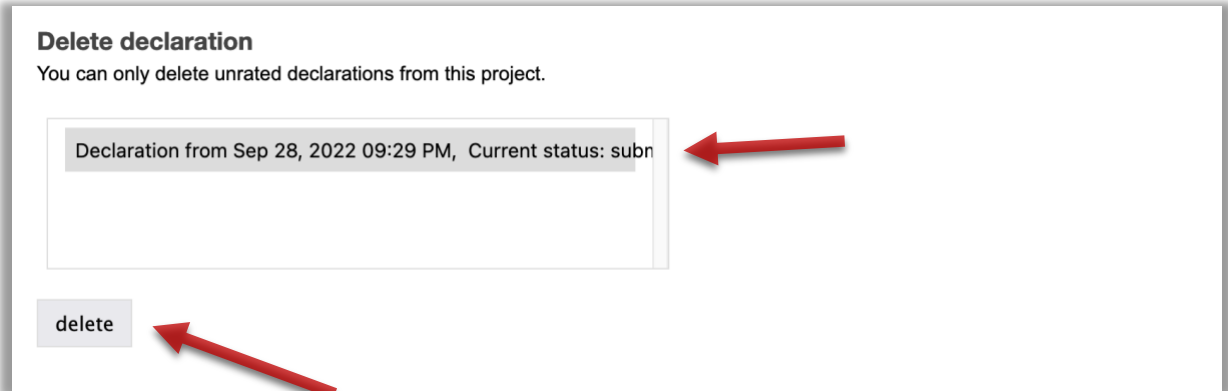 Delete declaration
You can only delete unrated declarations from this project.
Declaration from Sep 28, 2022 09:29 PM,  Current status: subm
delete